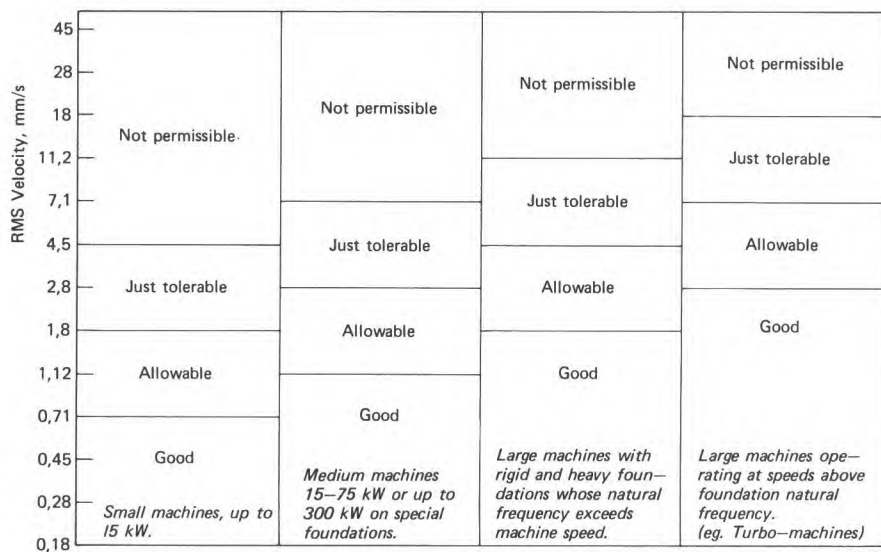 RMS Velocity, mm/s
45
28
18
11,2
7,1
4,5
2,8
1,8
1,12
0,71
0,45
0,28
0,18
Not permissible
Just tolerable
Allowable
Good
Small machines, up to
15 kW.
Not permissible
Just tolerable
Allowable
Good
Medium machines
15–75 kW or up to
300 kW on special
foundations.
Not permissible
Just tolerable
Allowable
Good
Large machines with
rigid and heavy foun–
dations whose natural
frequency exceeds
machine speed.
Not permissible
Just tolerable
Allowable
Good
Large machines ope–
rating at speeds above
foundation natural
frequency.
(eg. Turbo–machines)